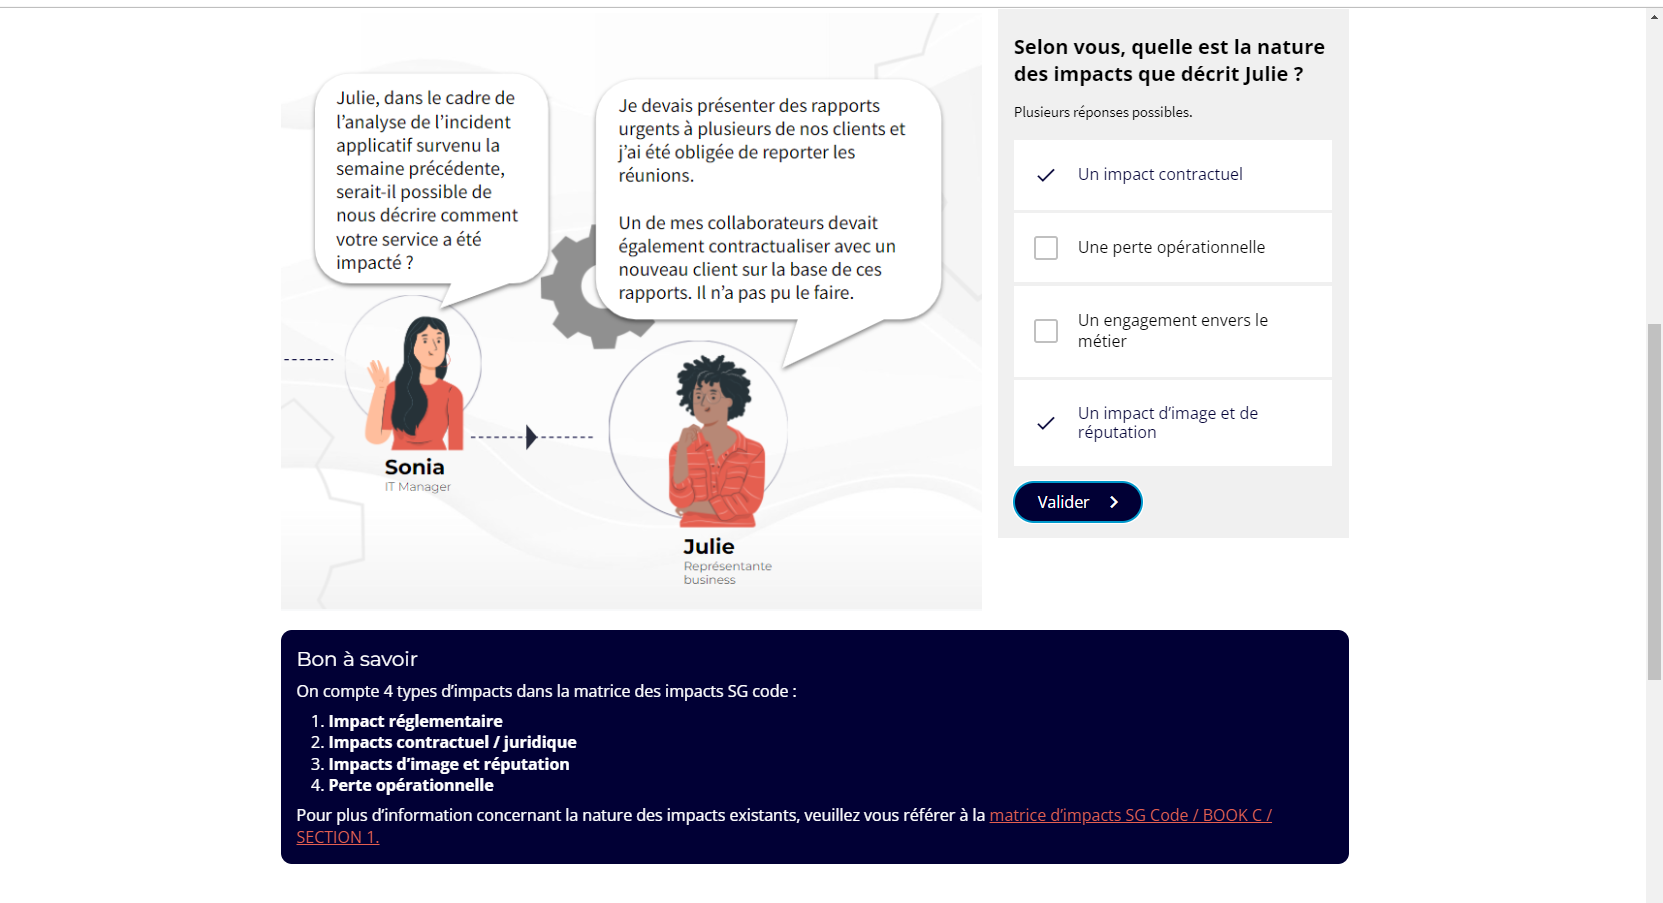 Julie, dans le cadre de
l’analyse de l’incident
applicatif survenu la
semaine précédente,
serait-il possible de
nous décrire comment
votre service a été
impacté ?
Je devais présenter des rapports
urgents à plusieurs de nos clients et
j’ai été obligée de reporter les
réunions.
Un de mes collaborateurs devait
également contractualiser avec un
nouveau client sur la base de ces
rapports. Il n’a pas pu le faire.
Sonia
IT Manager
Julie
Représentante
business
Selon vous, quelle est la nature
des impacts que décrit Julie ?
Plusieurs réponses possibles.
Un impact contractuel
Une perte opérationnelle
Un engagement envers le
métier
Un impact d’image et de
réputation
Valider
Bon à savoir
On compte 4 types d’impacts dans la matrice des impacts SG code :
1. Impact réglementaire
2. Impacts contractuel / juridique
3. Impacts d’image et réputation
4. Perte opérationnelle
Pour plus d’information concernant la nature des impacts existants, veuillez vous référer à la matrice d’impacts SG Code / BOOK C /
SECTION 1.